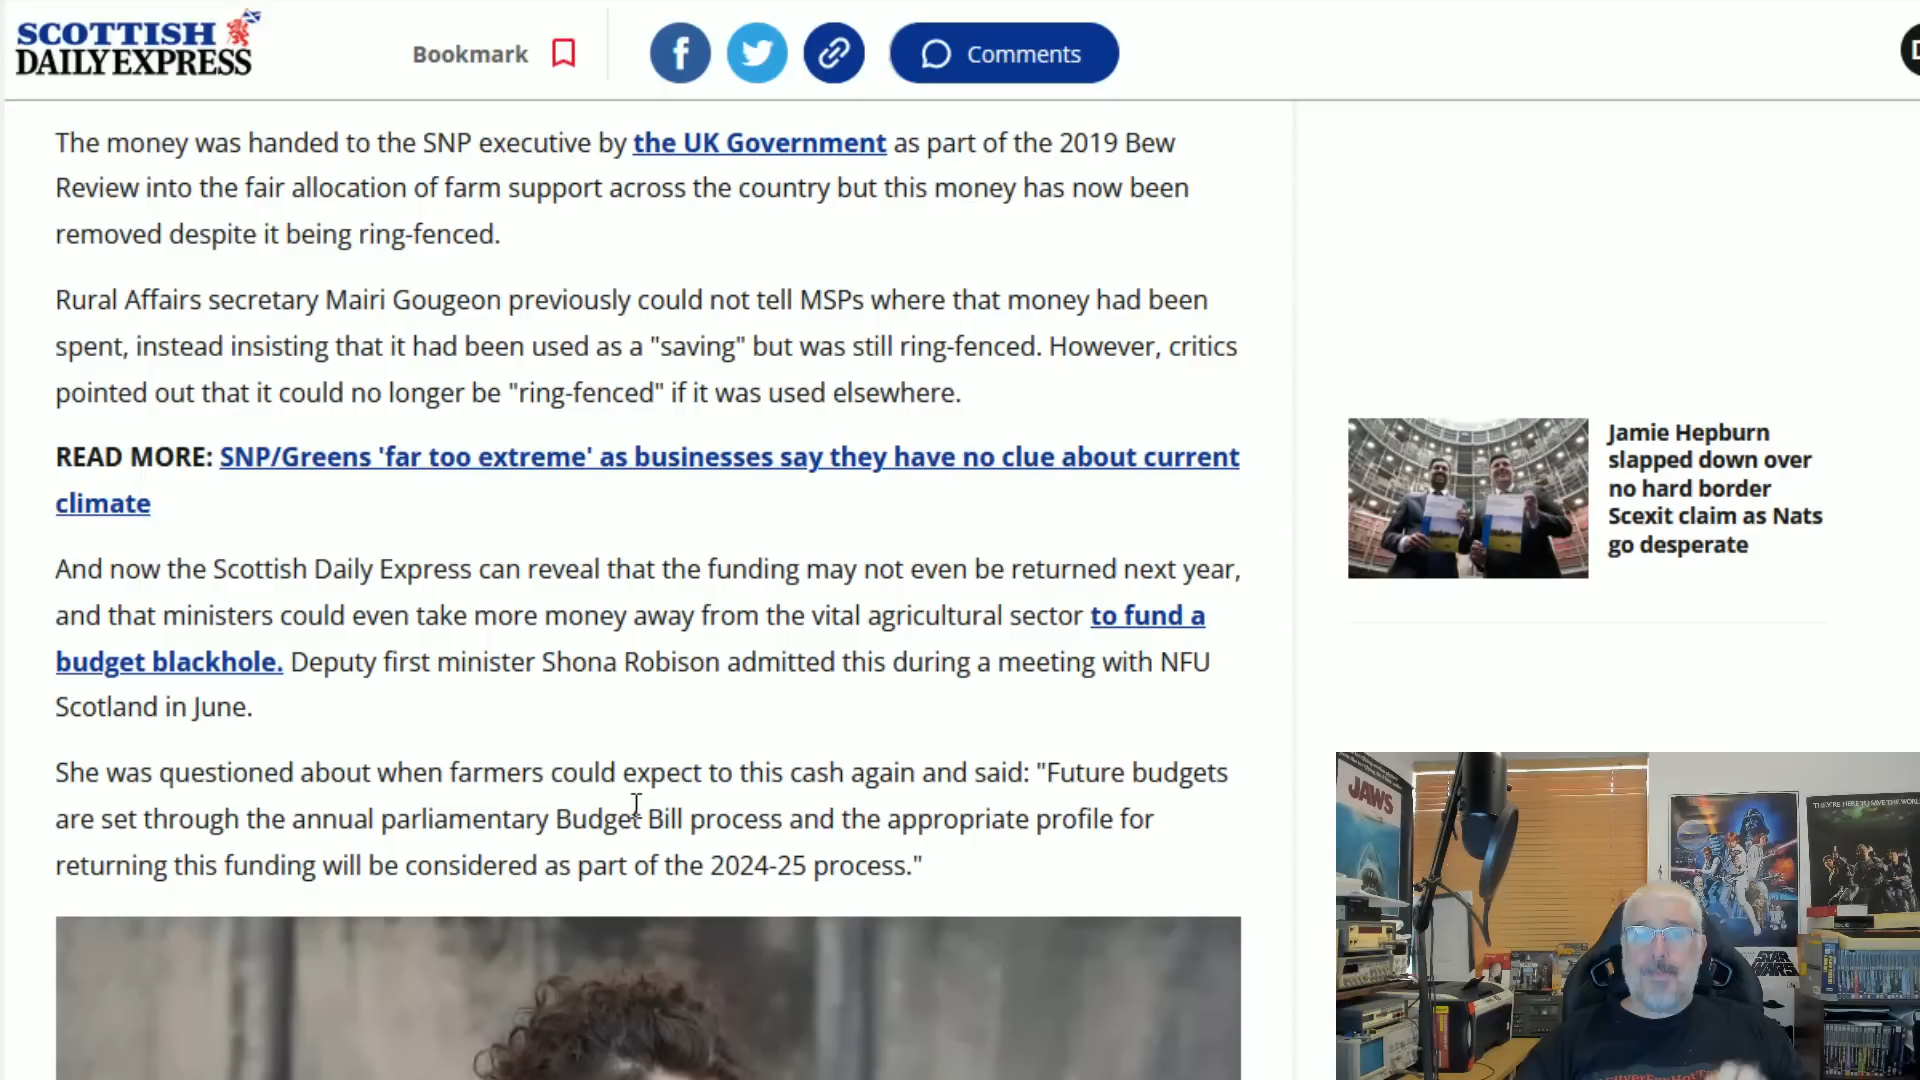 SCOTTISH
DAILY EXPRESS
Bookmark
Comments
The money was handed to the SNP executive by the UK Government as part of the 2019 Bew
Review into the fair allocation of farm support across the country but this money has now been
removed despite it being ring-fenced.
Rural Affairs secretary Mairi Gougeon previously could not tell MSPs where that money had been
spent, instead insisting that it had been used as a "saving" but was still ring-fenced. However, critics
pointed out that it could no longer be "ring-fenced" if it was used elsewhere.
READ MORE: SNP/Greens 'far too extreme' as businesses say they have no clue about current
climate
And now the Scottish Daily Express can reveal that the funding may not even be returned next year,
and that ministers could even take more money away from the vital agricultural sector to fund a
budget blackhole. Deputy first minister Shona Robison admitted this during a meeting with NFU
Scotland in June.
She was questioned about when farmers could expect to this cash again and said: "Future budgets
are set through the annual parliamentary Budget Bill process and the appropriate profile for
returning this funding will be considered as part of the 2024-25 process."
Jamie Hepburn
slapped down over
no hard border
Scexit claim as Nats
go desperate
JAWS
THEY'RE HERE TO SAVE THE WORL
STAR
WARS